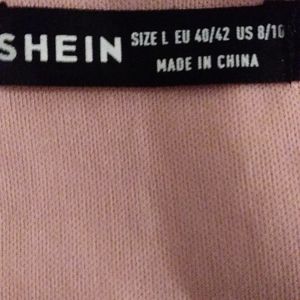 SHEIN
SIZE L EU 40/42 US 8/10
MADE IN CHINA